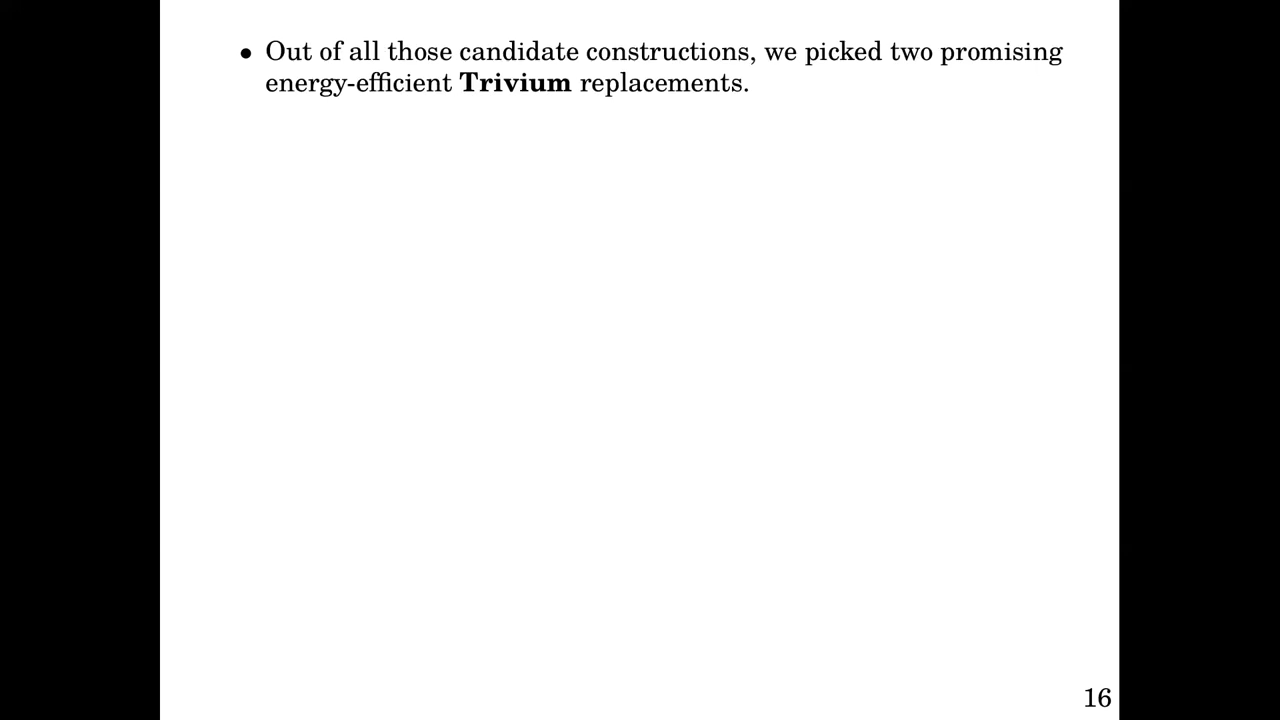 • Out of all those candidate constructions, we picked two promising
energy-efficient Trivium replacements.
16